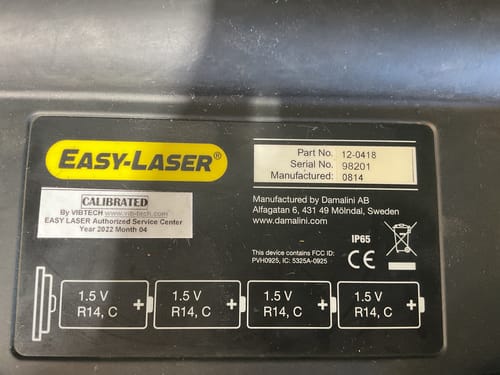 EASY-LASER®
Part No. 12-0418
Serial No. 98201
Manufactured: 0814
CALIBRATED
By VIBTECH www.vib-tech.com
EASY LASER Authorized Service Center
Year 2022 Month 04
Manufactured by Damalini AB
Alfagatan 6, 431 49 Mölndal, Sweden
www.damalini.com
IP65
This device contains FCC ID:
PVH0925, IC: 5325A-0925
CE
1.5 V
R14, C
+
1.5 V
R14, C
+
1.5 V
R14, C
+
1.5 V
R14, C
+